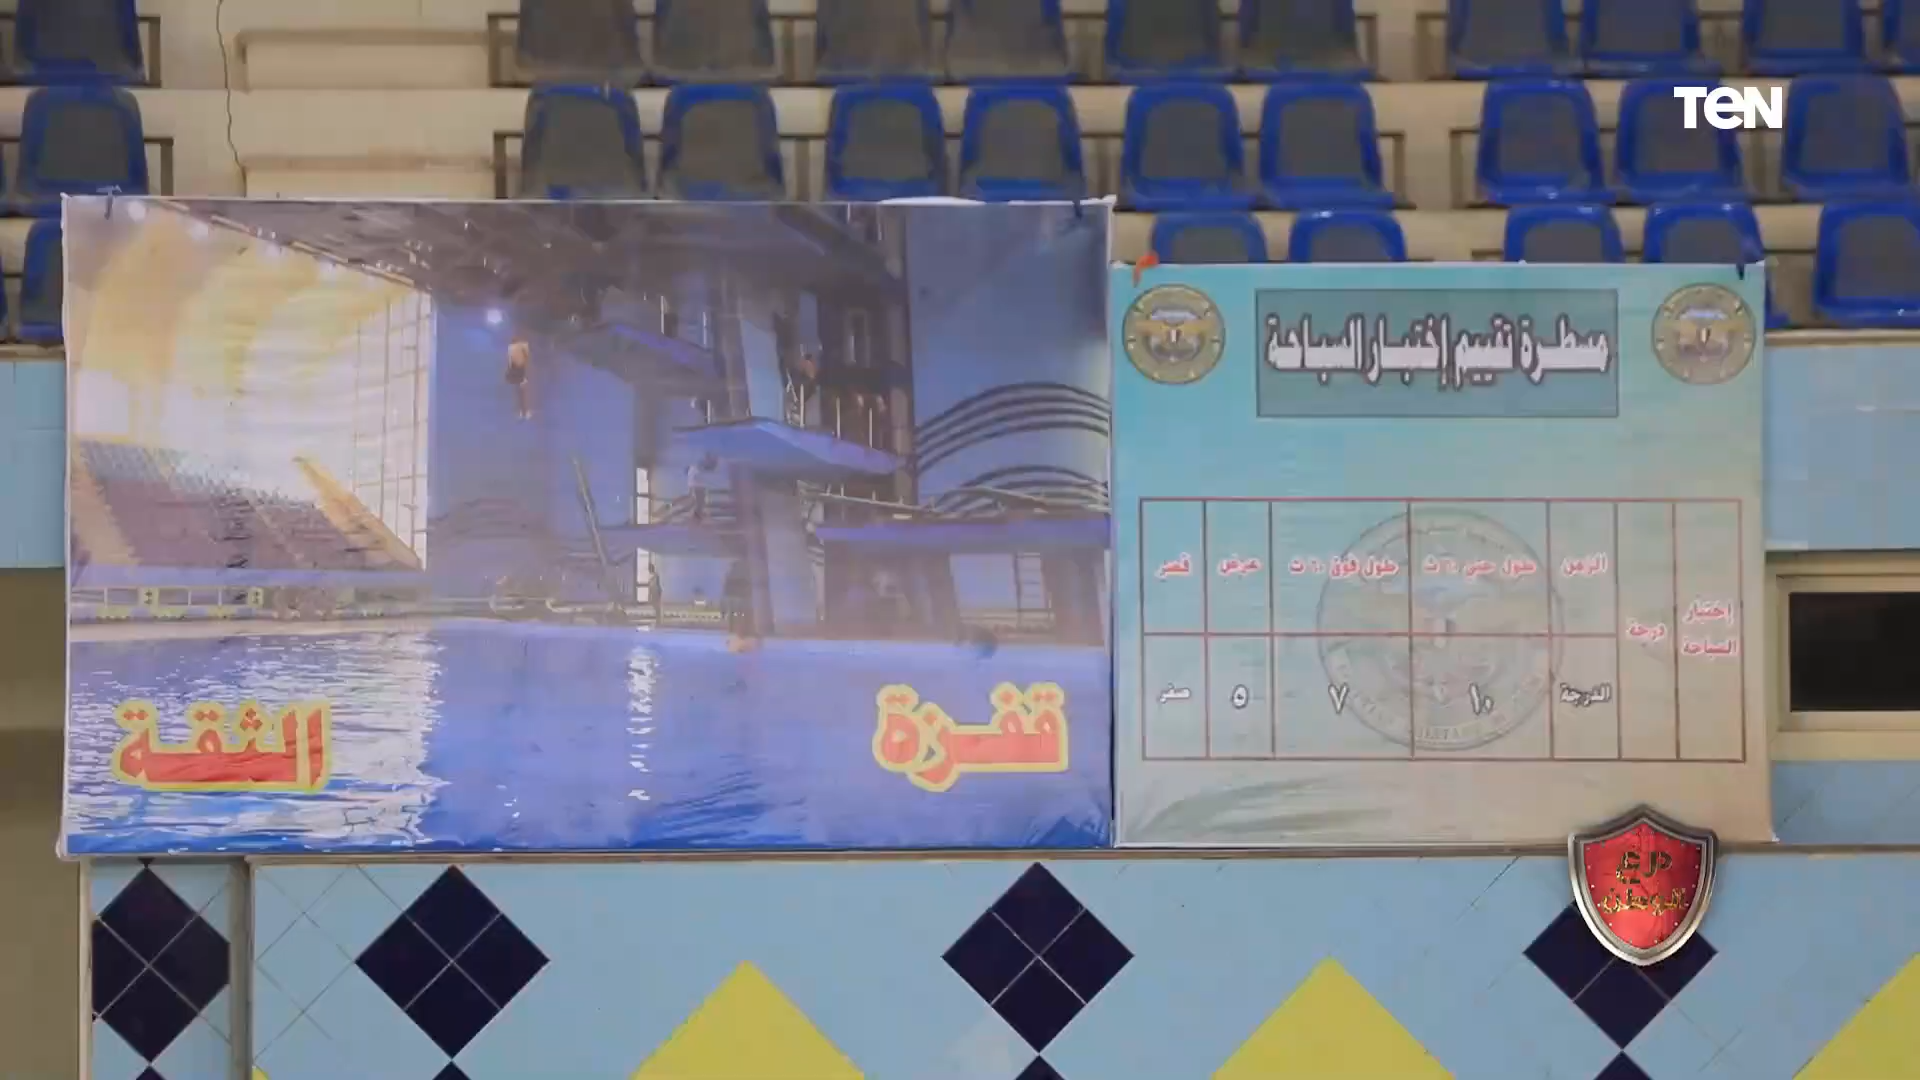 TEN
مسطرة تقييم إختبار السباحة
إختبار السباحة
درجة
الزمن
طول حتى ٦٠ ث
طول فوق ٦٠ ث
عرض
قصر
الدرجة
١٠
٧
٥
صفر
قفزة
الثقة
درع
الوطن